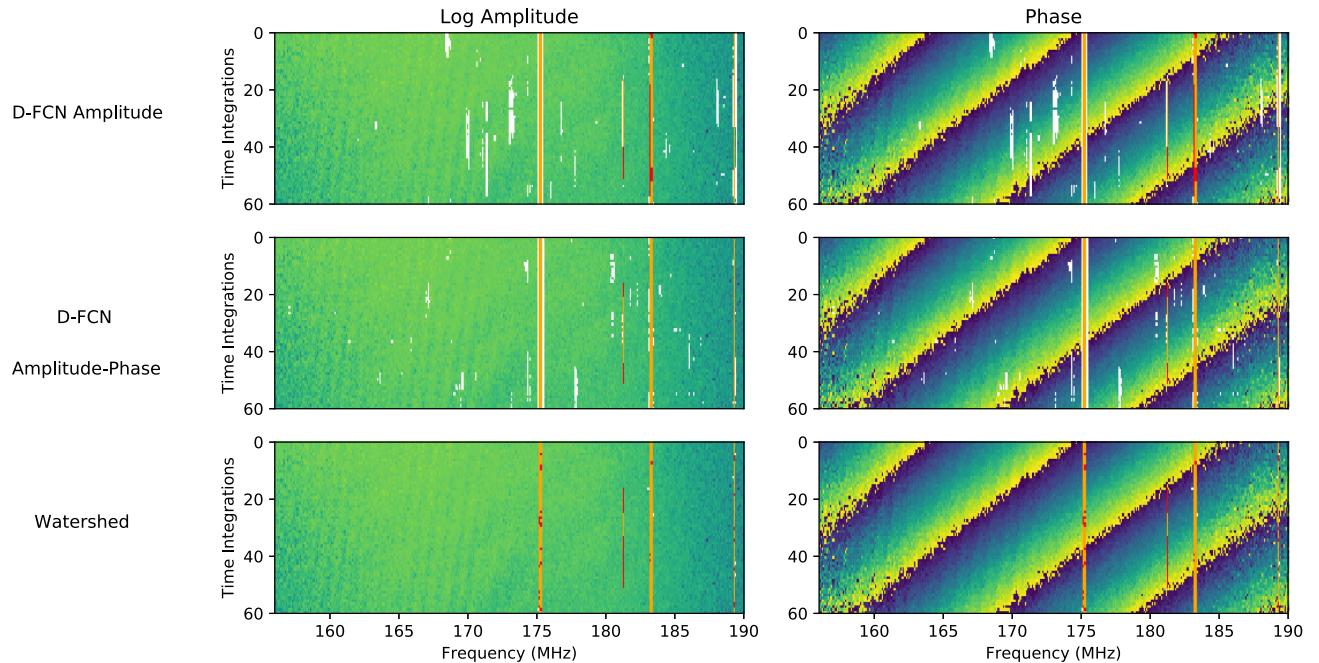 Log Amplitude
Phase
D-FCN Amplitude
Time Integrations
0
20
40
60
D-FCN
Amplitude-Phase
Time Integrations
0
20
40
60
Watershed
Time Integrations
0
20
40
60
160 165 170 175 180 185 190
160 165 170 175 180 185 190
Frequency (MHz)
Frequency (MHz)